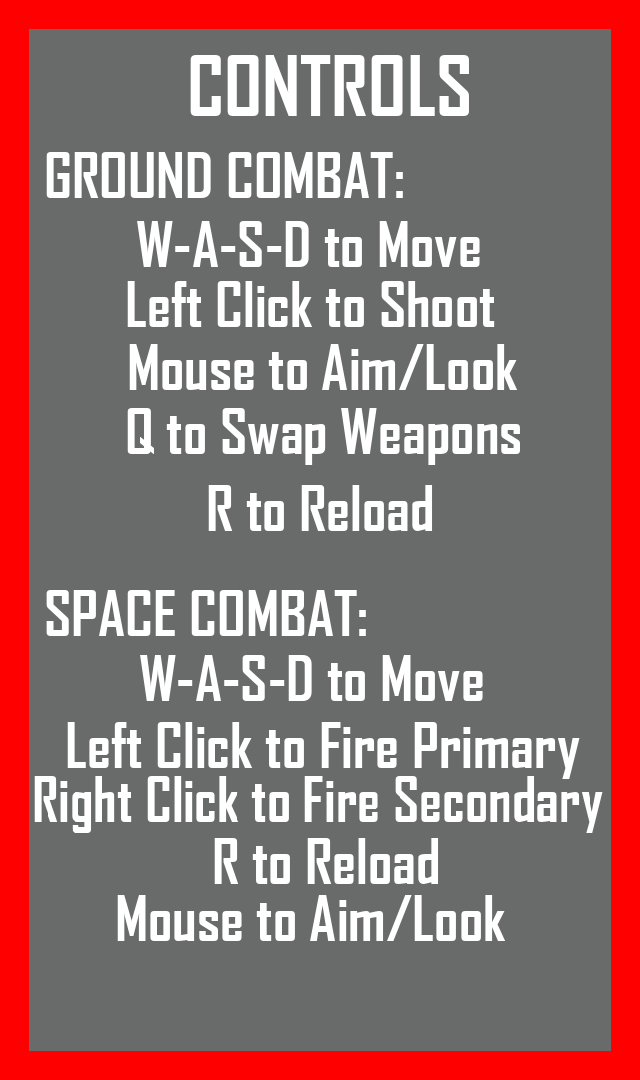 CONTROLS
GROUND COMBAT:
W-A-S-D to Move
Left Click to Shoot
Mouse to Aim/Look
Q to Swap Weapons
R to Reload
SPACE COMBAT:
W-A-S-D to Move
Left Click to Fire Primary
Right Click to Fire Secondary
R to Reload
Mouse to Aim/Look